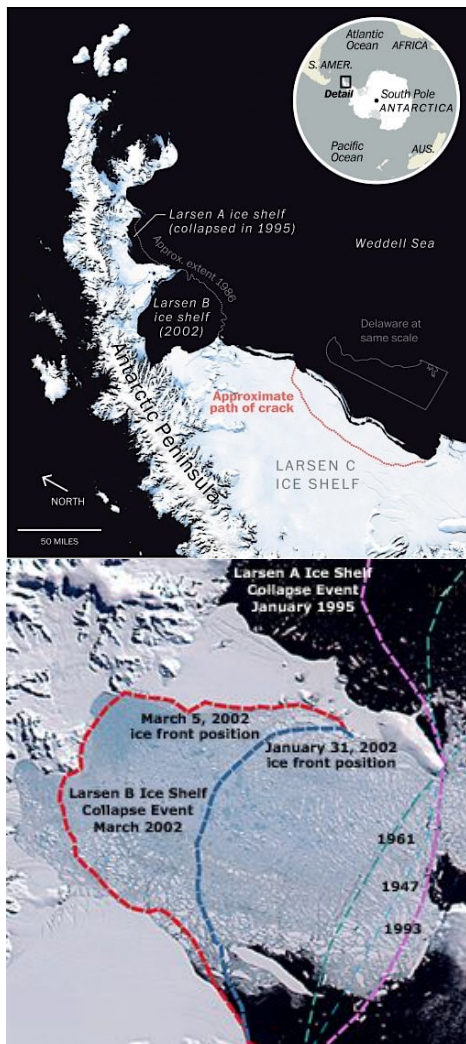 Atlantic
Ocean
AFRICA
S. AMER.
Detail
South Pole
ANTARCTICA
Pacific
Ocean
AUS.
Larsen A ice shelf
(collapsed in 1995)
Weddell Sea
Approx. extent 1986
Larsen B
ice shelf
(2002)
Delaware at
same scale
Antarctic Peninsula
Approximate
path of crack
LARSEN C
ICE SHELF
NORTH
50 MILES
Larsen A Ice Shelf
Collapse Event
January 1995
March 5, 2002
ice front position
January 31, 2002
ice front position
Larsen B Ice Shelf
Collapse Event
March 2002
1961
1947
1993